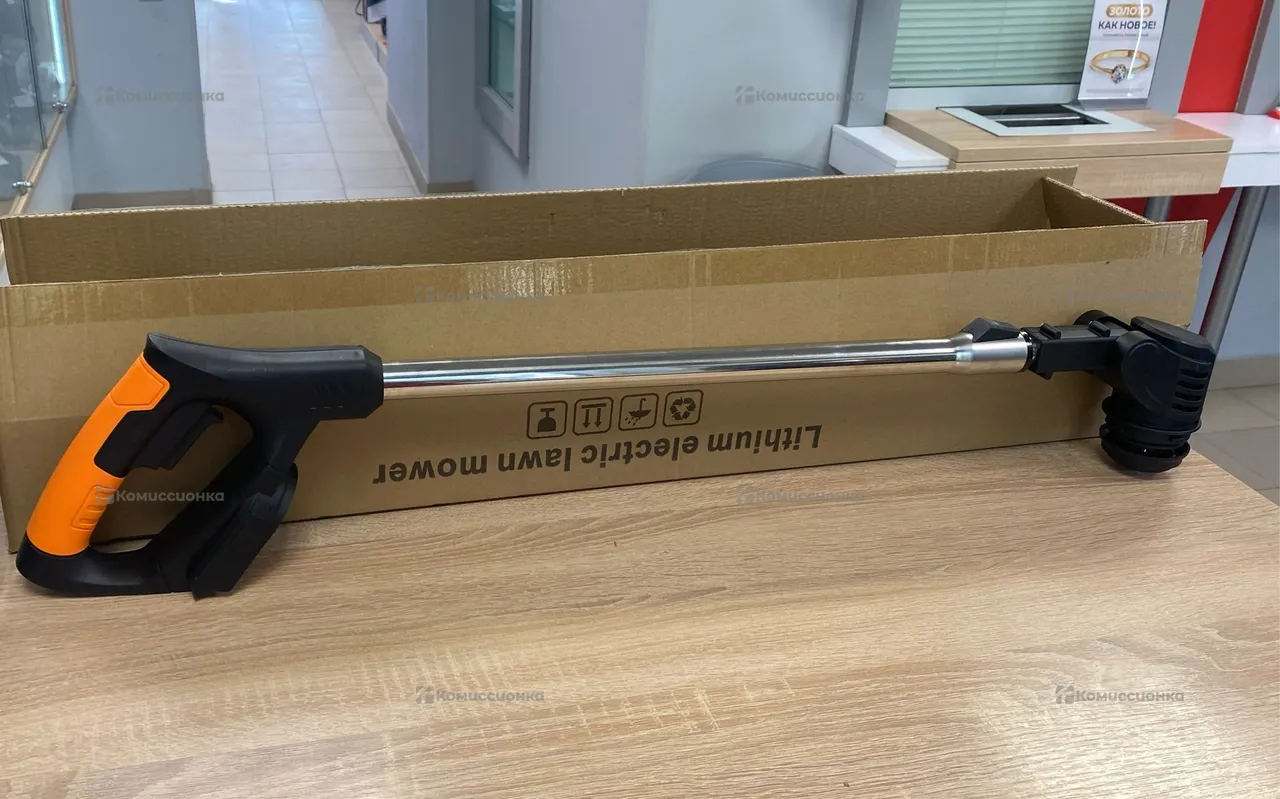 ЗОЛОТО
КАК НОВОЕ!
Комиссионка
Комиссионка
Lithium electric lawn mower
Комиссионка
Комиссионка
Комиссионка
Комиссионка